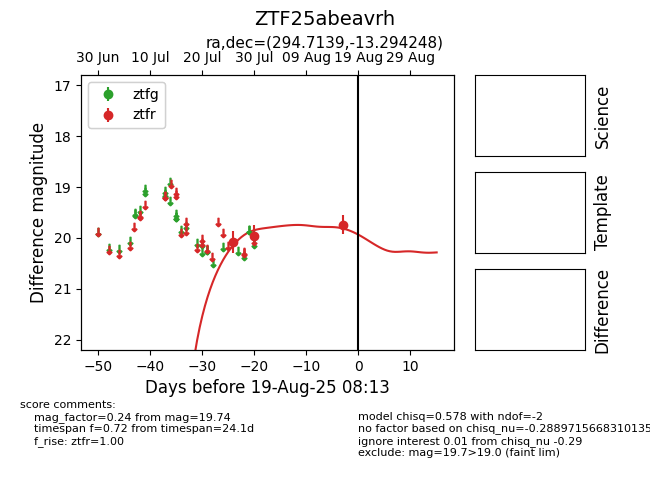 ZTF25abeavrh
ra,dec=(294.7139,-13.294248)
30 Jun 10 Jul 20 Jul 30 Jul 09 Aug 19 Aug 29 Aug
17
18
19
20
21
22
Difference magnitude
ztfg
ztfr
−50 −40 −30 −20 −10 0 10
Days before 19-Aug-25 08:13
Science
Template
Difference
score comments:
mag_factor=0.24 from mag=19.74
timespan f=0.72 from timespan=24.1d
f_rise: ztfr=1.00
model chisq=0.578 with ndof=-2
no factor based on chisq_nu=-0.2889715668310135
ignore interest 0.01 from chisq_nu -0.29
exclude: mag=19.7>19.0 (faint lim)